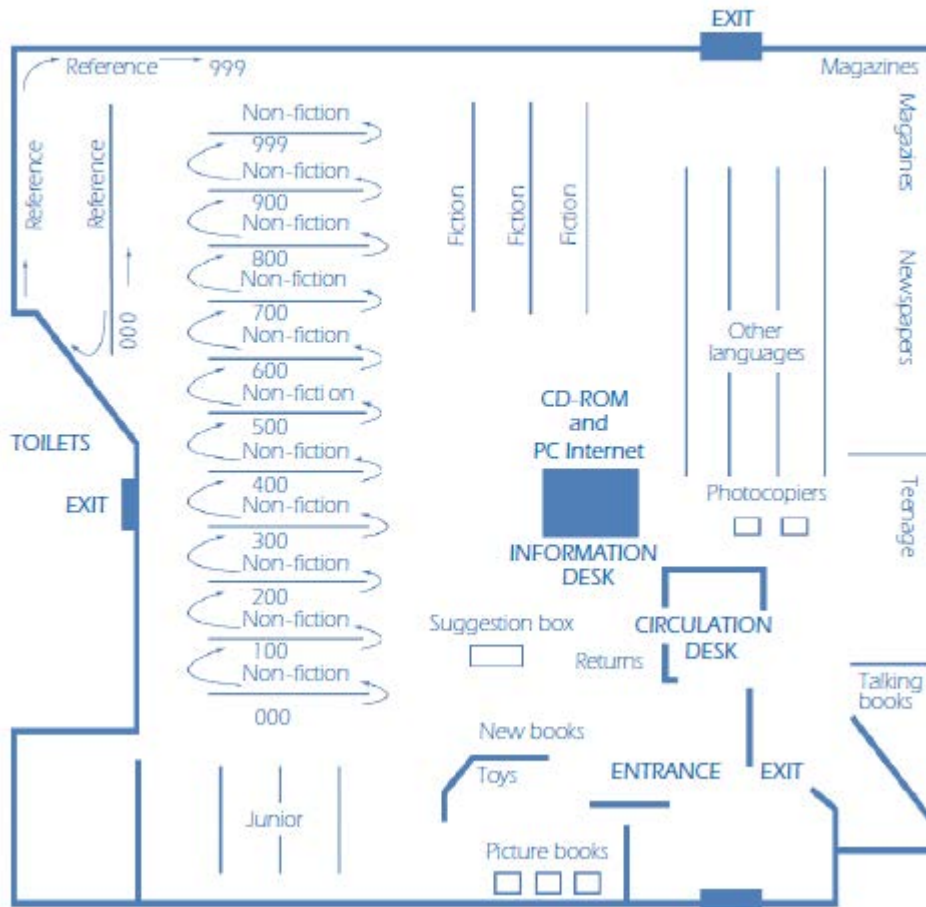 EXIT
Reference
999
Magazines
Magazines
Newspapers
Teenage
Talking
books
Reference
Reference
000
TOILETS
EXIT
Non-fiction
999
Non-fiction
900
Non-fiction
800
Non-fiction
700
Non-fiction
600
Non-fiction
500
Non-fiction
400
Non-fiction
300
Non-fiction
200
Non-fiction
100
Non-fiction
000
Fiction
Fiction
Fiction
Other
languages
CD-ROM
and
PC Internet
INFORMATION
DESK
Photocopiers
CIRCULATION
DESK
Returns
Suggestion box
New books
Toys
ENTRANCE
EXIT
Junior
Picture books